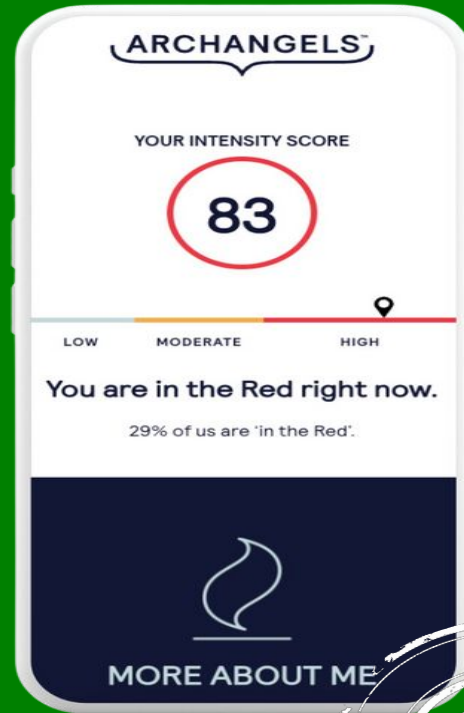 ARCHANGELS™
YOUR INTENSITY SCORE
83
LOW MODERATE HIGH
You are in the Red right now.
29% of us are ‘in the Red’.
MORE ABOUT ME